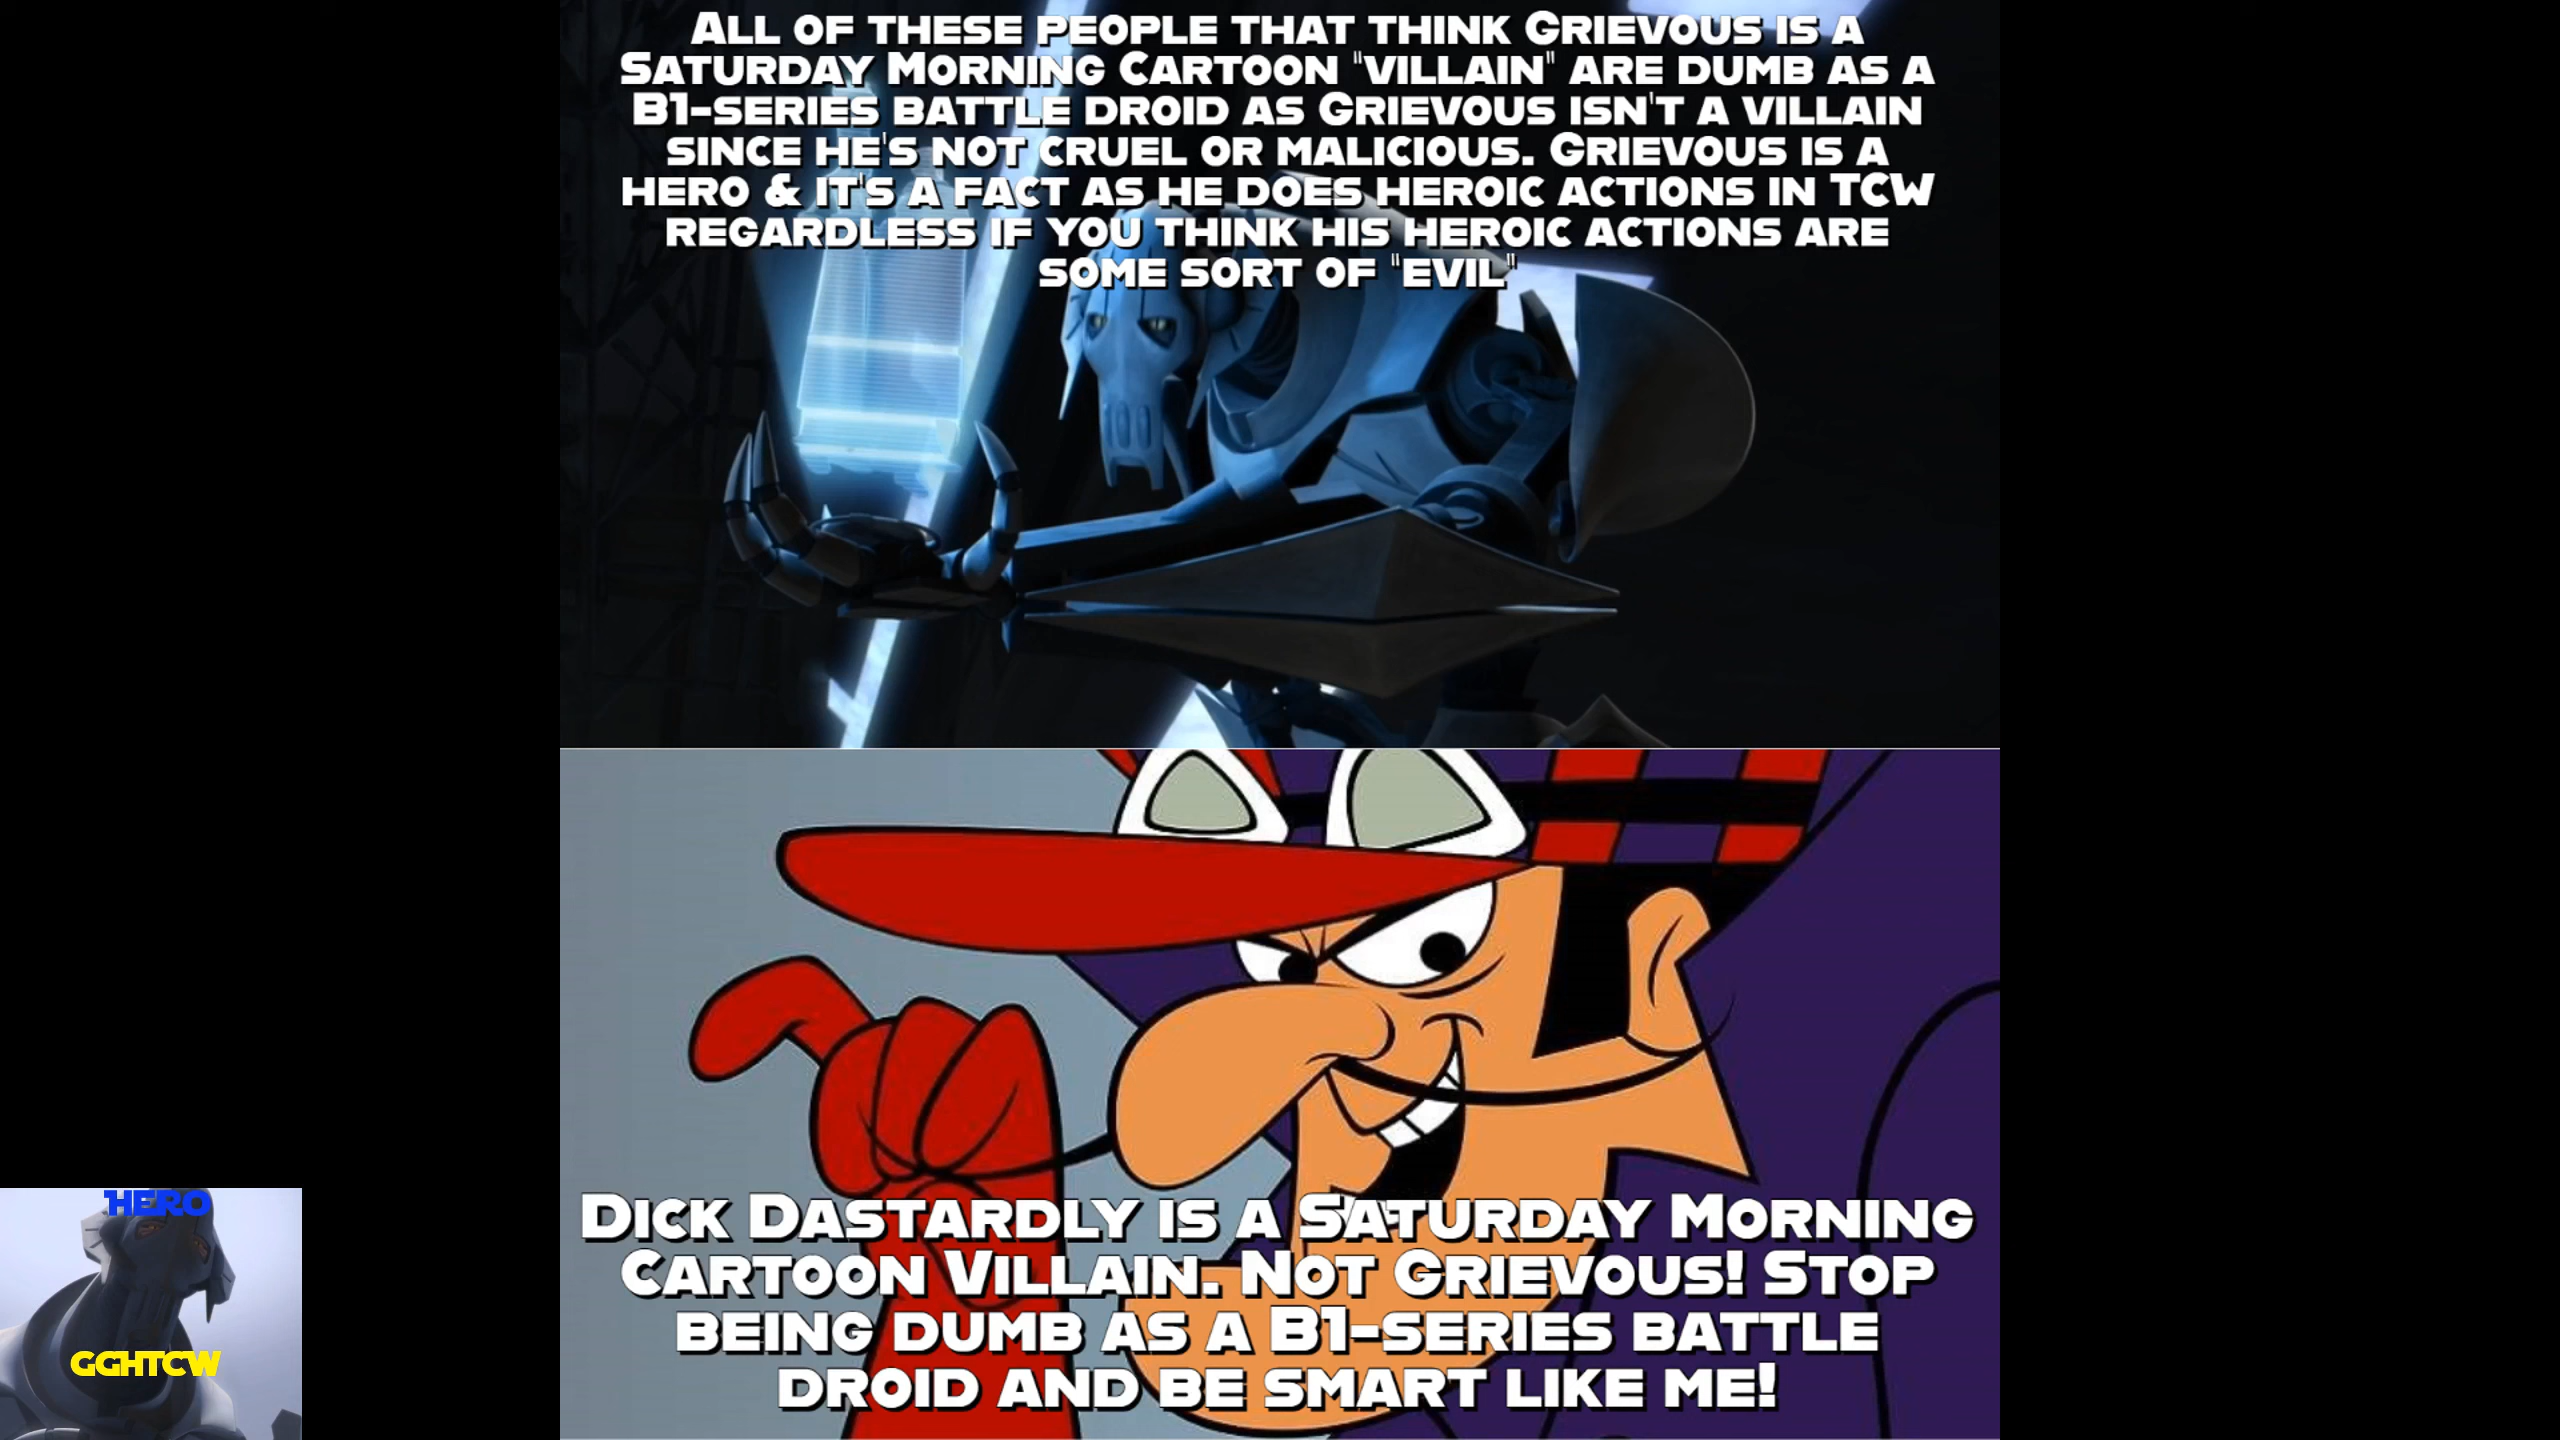 All of these people that think Grievous is a
Saturday Morning Cartoon "villain" are dumb as a
B1-series battle droid as Grievous isn't a villain
since he's not cruel or malicious. Grievous is a
hero & it's a fact as he does heroic actions in TCW
regardless if you think his heroic actions are
some sort of "evil"
Dick Dastardly is a Saturday Morning
Cartoon Villain. Not Grievous! Stop
being dumb as a B1-series battle
droid and be smart like me!
HERO
GGHTCW